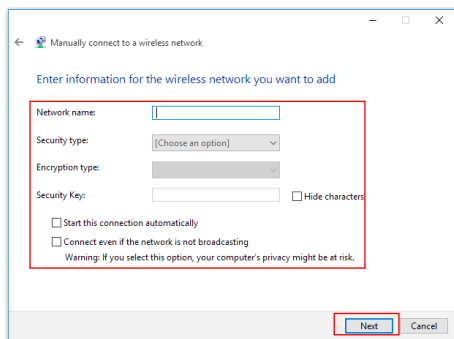 Manually connect to a wireless network
Enter information for the wireless network you want to add
Network name:
Security type: [Choose an option]
Encryption type:
Security Key: Hide characters
Start this connection automatically
Connect even if the network is not broadcasting
Warning: If you select this option, your computer's privacy might be at risk.
Next Cancel